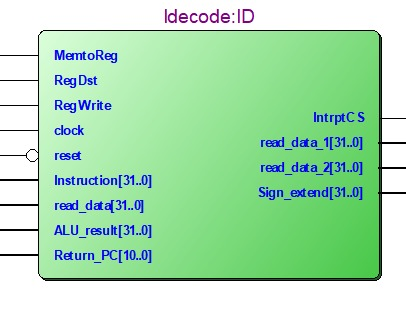 Idecode:ID
MemtoReg
RegDst
RegWrite
clock
reset
Instruction[31..0]
read_data[31..0]
ALU_result[31..0]
Return_PC[10..0]
IntrptCS
read_data_1[31..0]
read_data_2[31..0]
Sign_extend[31..0]